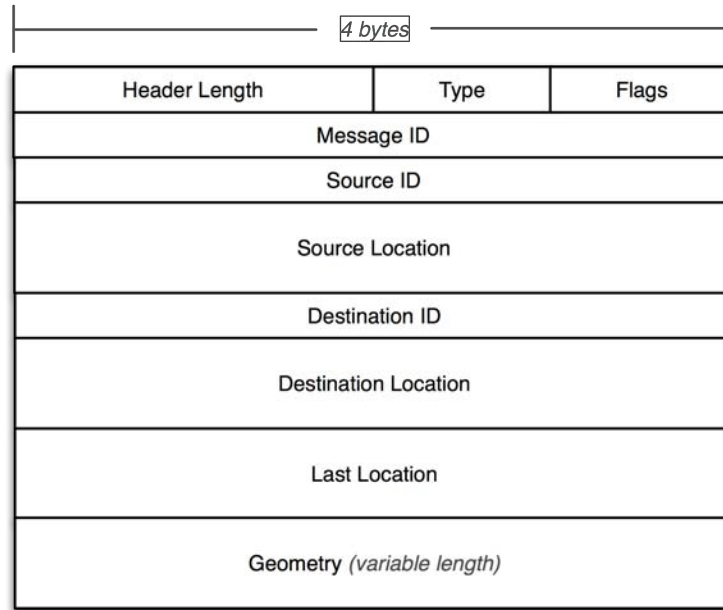 4 bytes
Header Length Type Flags
Message ID
Source ID
Source Location
Destination ID
Destination Location
Last Location
Geometry (variable length)